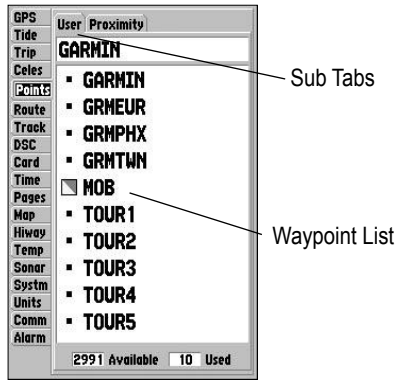 GPS
Tide
Trip
Celes
Points
Route
Track
DSC
Card
Time
Pages
Map
Hiway
Temp
Sonar
Systm
Units
Comm
Alarm
User Proximity
GARMIN
GARMIN
GRMEUR
GRMPHX
GRMTWN
MOB
TOUR1
TOUR2
TOUR3
TOUR4
TOUR5
2991 Available 10 Used
Sub Tabs
Waypoint List